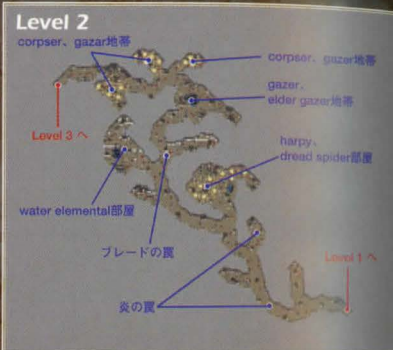 Level 2
corpser、gazar地帯
corpser、gazer地帯
gazer、
elder gazer地帯
Level 3 へ
harpy、
dread spider部屋
water elemental部屋
ブレードの罠
Level 1 へ
炎の罠